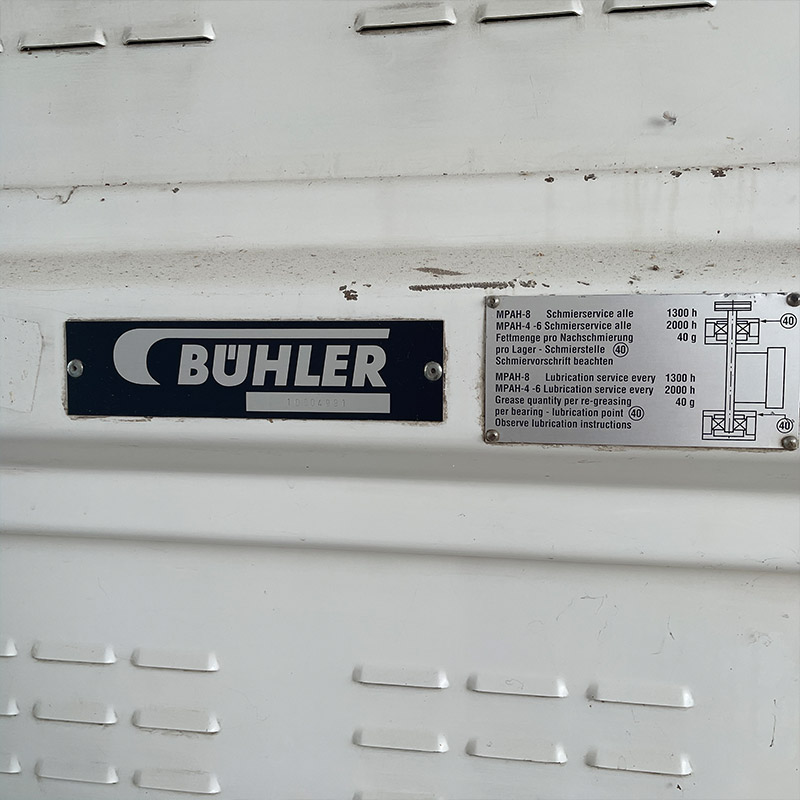 BÜHLER
MPAH-8 Schmierservice alle 1300 h
MPAH-4 -6 Schmierservice alle 2000 h
Fettmenge pro Nachschmierung 40 g
pro Lager - Schmierstelle 40
Schmiervorschrift beachten
MPAH-8 Lubrication service every 1300 h
MPAH-4 -6 Lubrication service every 2000 h
Grease quantity per re-greasing 40 g
per bearing - lubrication point 40
Observe lubrication instructions
40
40